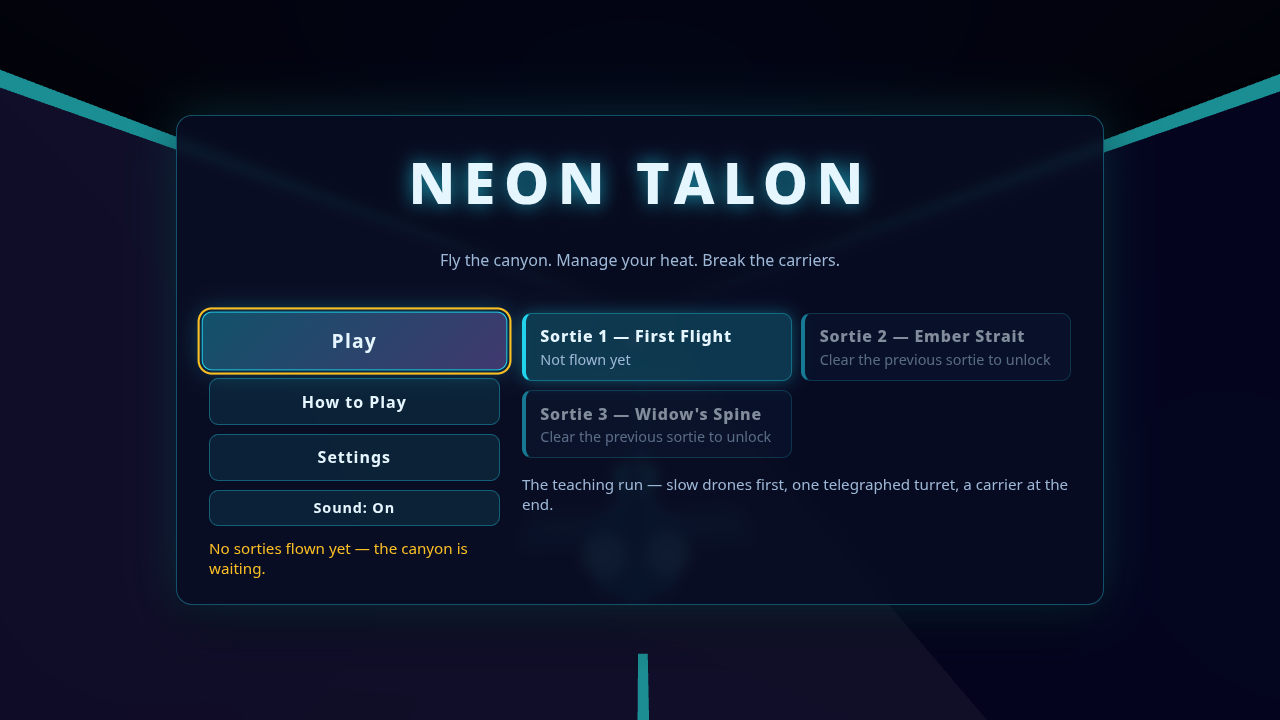 NEON TALON
Fly the canyon. Manage your heat. Break the carriers.
Play
How to Play
Settings
Sound: On
No sorties flown yet — the canyon is
waiting.
Sortie 1 — First Flight
Not flown yet
Sortie 2 — Ember Strait
Clear the previous sortie to unlock
Sortie 3 — Widow's Spine
Clear the previous sortie to unlock
The teaching run — slow drones first, one telegraphed turret, a carrier at the
end.